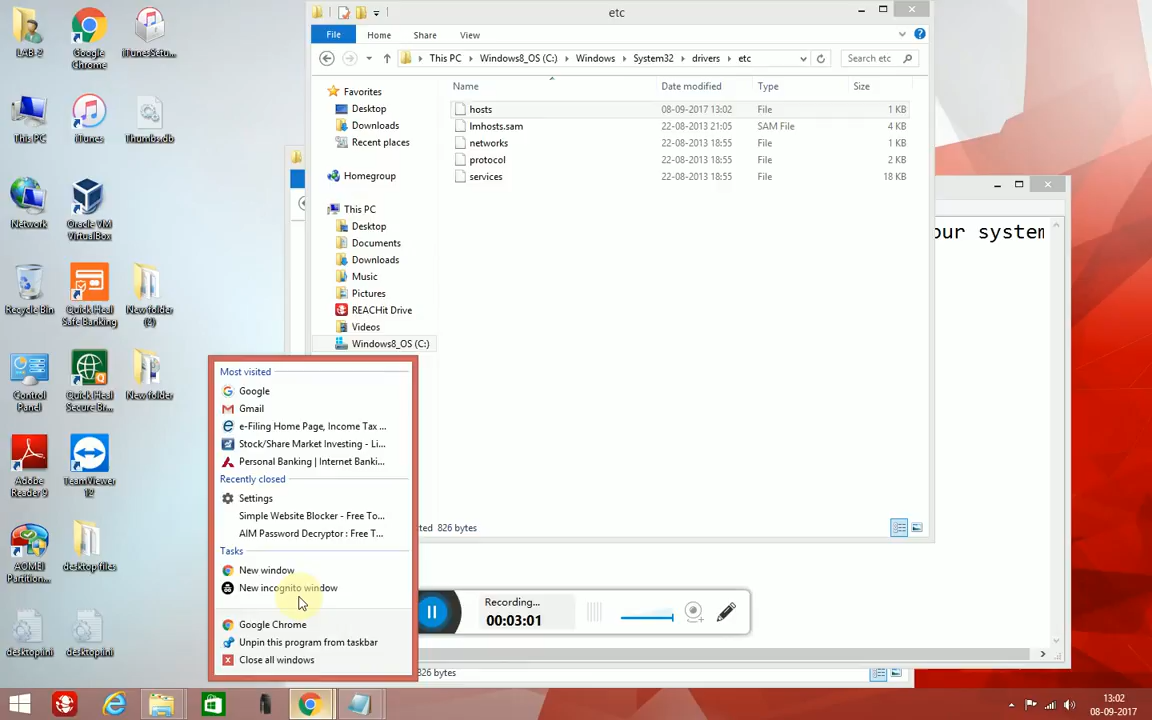 LAB-2
Google
Chrome
iTunesSetu...
This PC
iTunes
Thumbs.db
Network
Oracle VM
VirtualBox
Recycle Bin
Quick Heal
Safe Banking
New folder
(2)
Control
Panel
Quick Heal
Secure Br...
New folder
Adobe
Reader 9
TeamViewer
12
AOMEI
Partition...
desktop files
desktop.ini
desktop.ini
etc
File
Home
Share
View
This PC
Windows8_OS (C:)
Windows
System32
drivers
etc
Search etc
Favorites
Desktop
Downloads
Recent places
Homegroup
This PC
Desktop
Documents
Downloads
Music
Pictures
REACHit Drive
Videos
Windows8_OS (C:)
Name
Date modified
Type
Size
hosts
08-09-2017 13:02
File
1 KB
lmhosts.sam
22-08-2013 21:05
SAM File
4 KB
networks
22-08-2013 18:55
File
1 KB
protocol
22-08-2013 18:55
File
2 KB
services
22-08-2013 18:55
File
18 KB
826 bytes
system
Most visited
Google
Gmail
e-Filing Home Page, Income Tax ...
Stock/Share Market Investing - Li...
Personal Banking | Internet Banki...
Recently closed
Settings
Simple Website Blocker - Free To...
AIM Password Decryptor : Free T...
Tasks
New window
New incognito window
Google Chrome
Unpin this program from taskbar
Close all windows
Recording...
00:03:01
826 bytes
13:02
08-09-2017